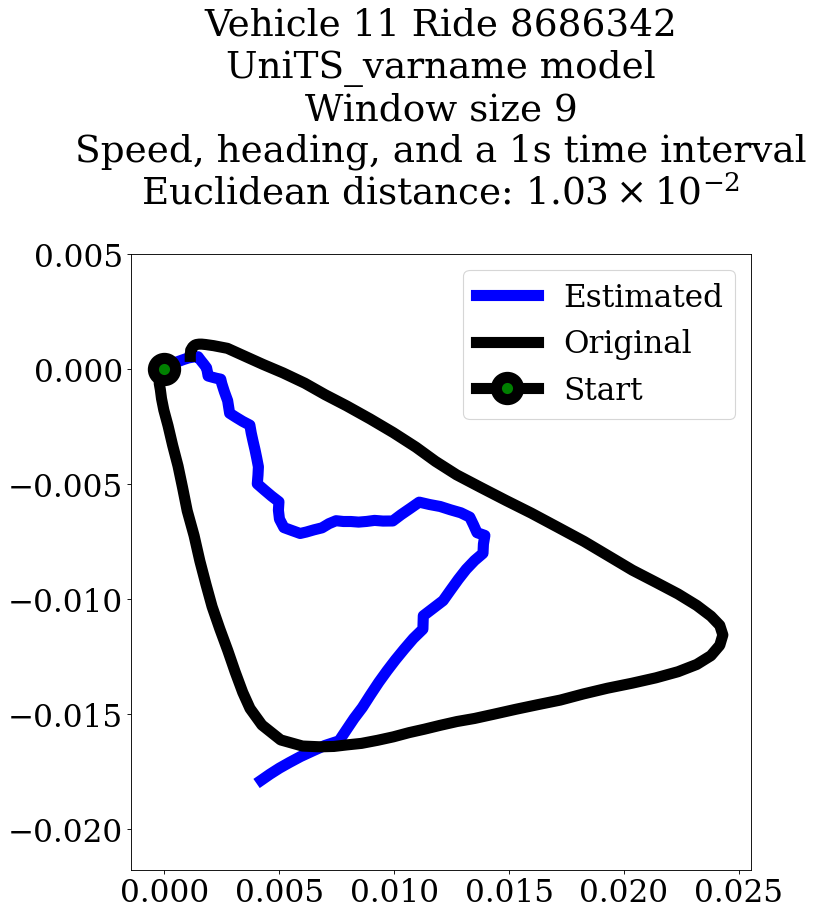 Vehicle 11 Ride 8686342
UniTS_varname model
Window size 9
Speed, heading, and a 1s time interval
Euclidean distance: 1.03 × 10⁻²
0.005
0.000
−0.005
−0.010
−0.015
−0.020
Estimated
Original
Start
0.000 0.005 0.010 0.015 0.020 0.025